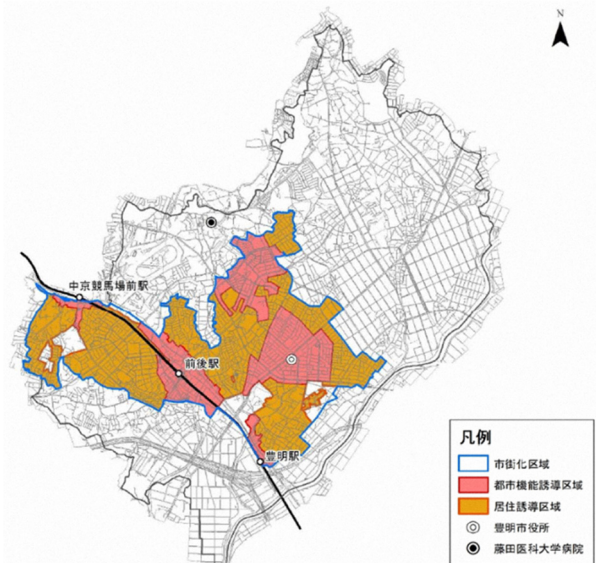 N
中京競馬場前駅
前後駅
豊明駅
凡例
市街化区域
都市機能誘導区域
居住誘導区域
豊明市役所
藤田医科大学病院